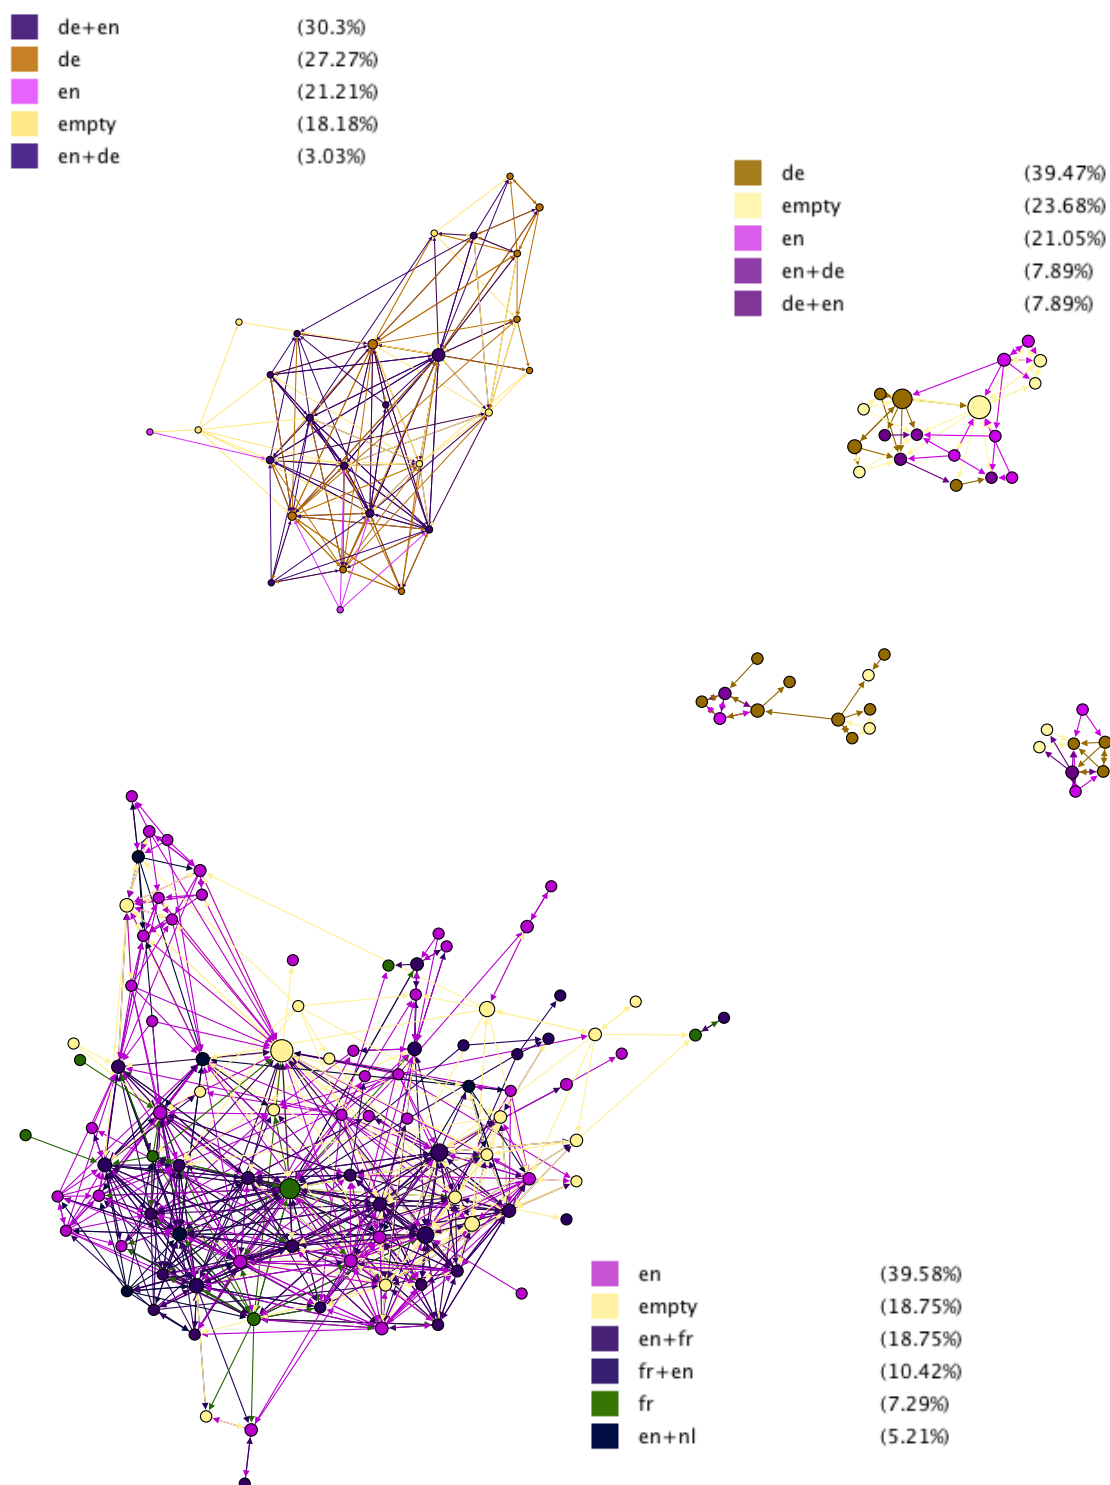 de+en (30.3%)
de (27.27%)
en (21.21%)
empty (18.18%)
en+de (3.03%)
de (39.47%)
empty (23.68%)
en (21.05%)
en+de (7.89%)
de+en (7.89%)
en (39.58%)
empty (18.75%)
en+fr (18.75%)
fr+en (10.42%)
fr (7.29%)
en+nl (5.21%)